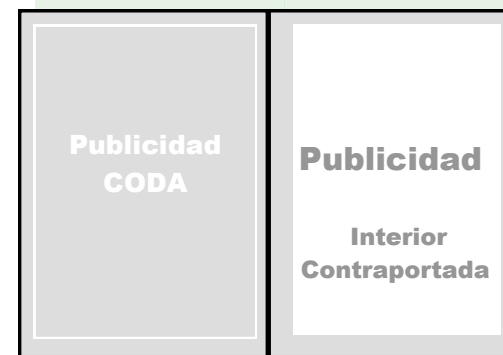 Publicidad
CODA
Publicidad
Interior
Contraportada